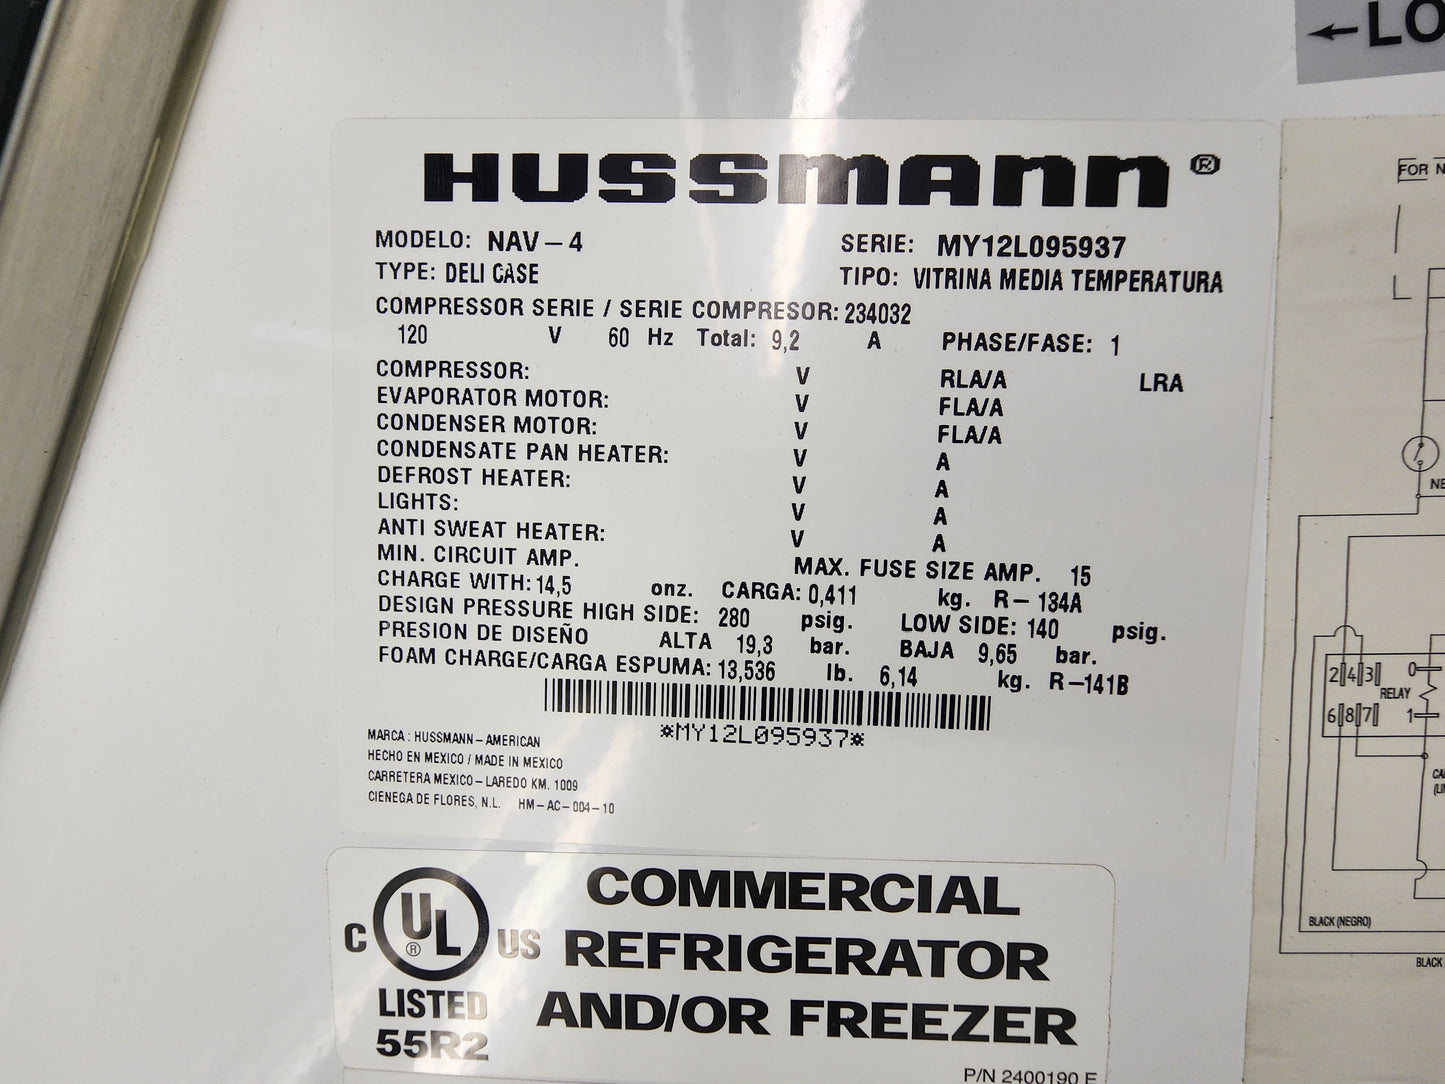 ←LO
HUSSMANN®
MODELO: NAV-4 SERIE: MY12L095937
TYPE: DELI CASE TIPO: VITRINA MEDIA TEMPERATURA
COMPRESSOR SERIE / SERIE COMPRESOR: 234032
120 V 60 Hz Total: 9,2 A PHASE/FASE: 1
COMPRESSOR: V RLA/A LRA
EVAPORATOR MOTOR: V FLA/A
CONDENSER MOTOR: V FLA/A
CONDENSATE PAN HEATER: V A
DEFROST HEATER: V A
LIGHTS: V A
ANTI SWEAT HEATER: V A
MIN. CIRCUIT AMP. MAX. FUSE SIZE AMP. 15
CHARGE WITH: 14,5 onz. CARGA: 0,411 kg. R-134A
DESIGN PRESSURE HIGH SIDE: 280 psig. LOW SIDE: 140 psig.
PRESION DE DISEÑO ALTA 19,3 bar. BAJA 9,65 bar.
FOAM CHARGE/CARGA ESPUMA: 13,536 lb. 6,14 kg. R-141B
*MY12L095937*
MARCA: HUSSMANN-AMERICAN
HECHO EN MEXICO / MADE IN MEXICO
CARRETERA MEXICO-LAREDO KM. 1009
CIENEGA DE FLORES, N.L. HM-AC-004-10
C UL® US
LISTED
55R2
COMMERCIAL
REFRIGERATOR
AND/OR FREEZER
P/N 2400190 E
FOR N
NE
2 4 3 0
RELAY
6 8 7 1
CA
(LI
BLACK (NEGRO)
BLACK